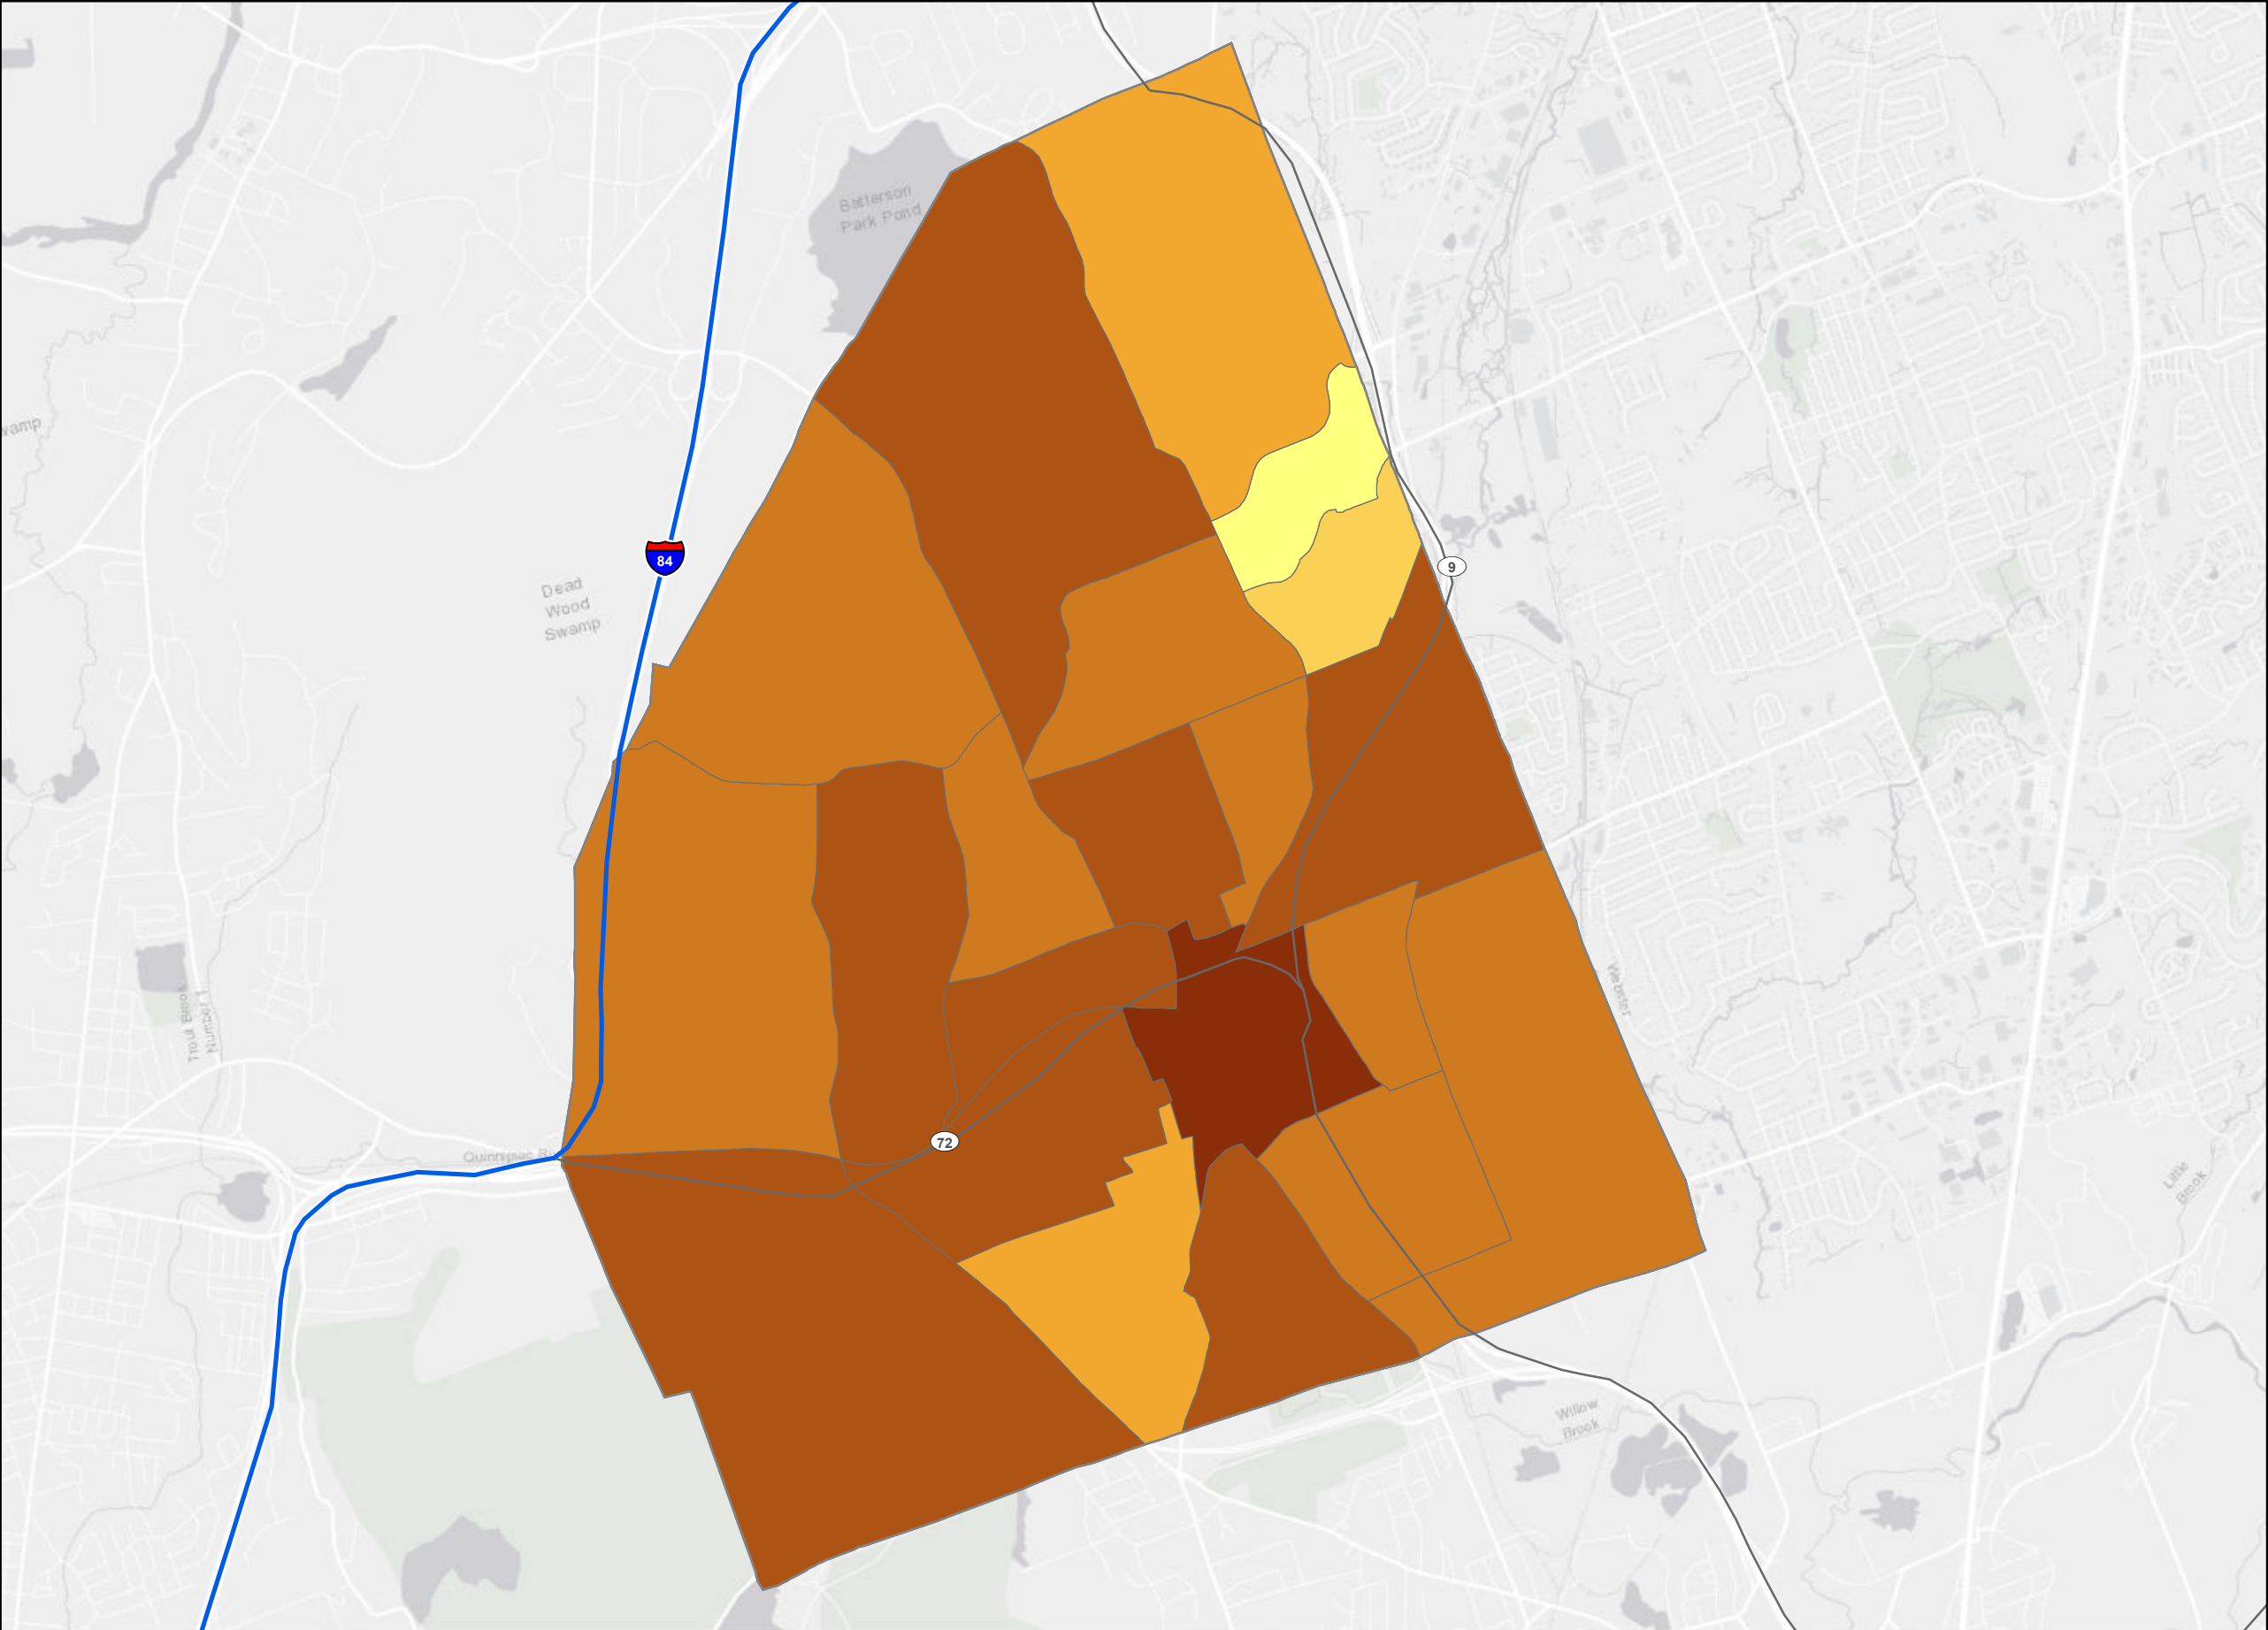 Batterson
Park Pond
wamp
84
9
Dead
Wood
Swamp
Webster
Trout Brook
Number 1
72
Quinnipiac Ri
Little
Brook
Willow
Brook